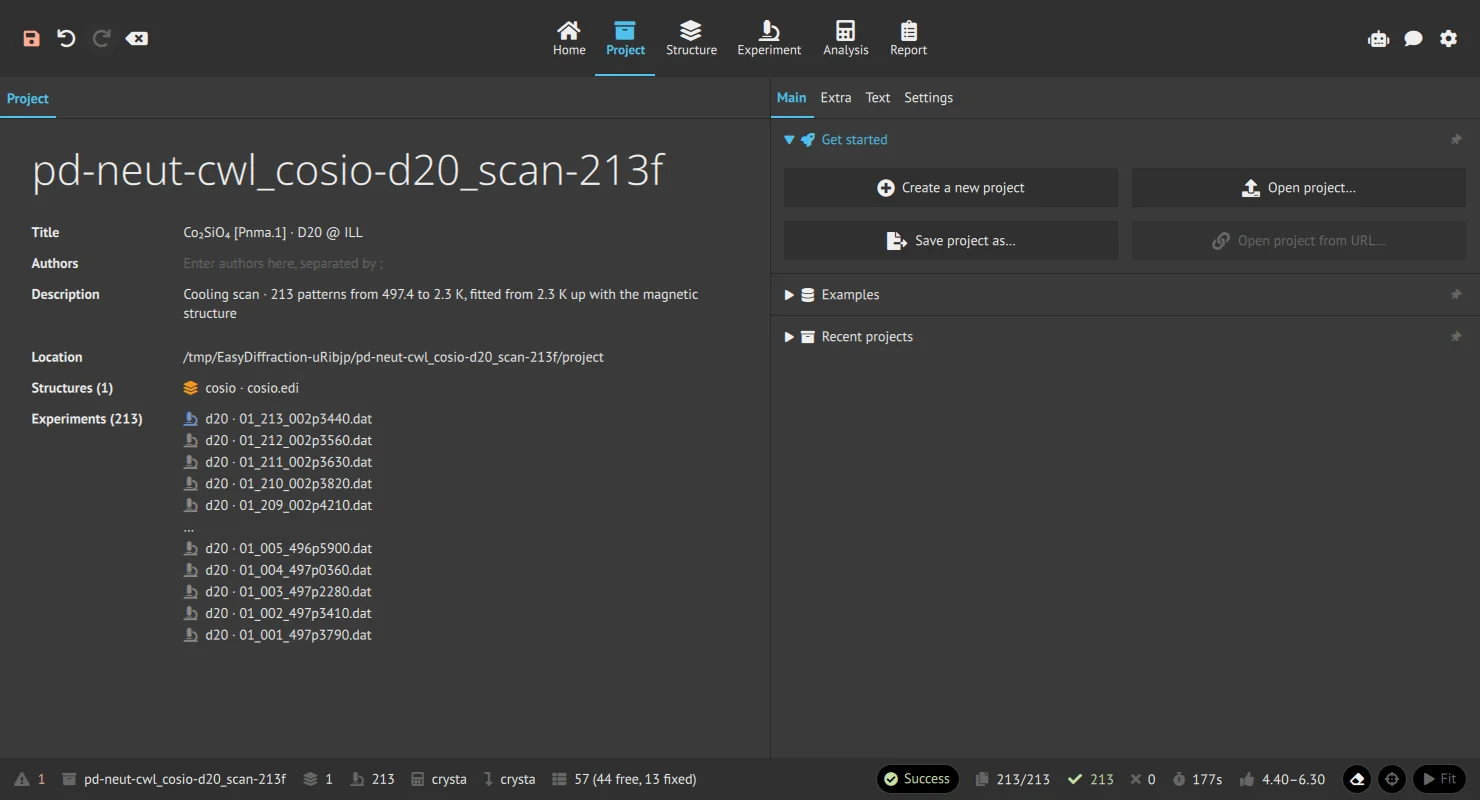 Home
Project
Structure
Experiment
Analysis
Report
Project
Main
Extra
Text
Settings
pd-neut-cwl_cosio-d20_scan-213f
Title
Co₂SiO₄ [Pnma.1] · D20 @ ILL
Authors
Enter authors here, separated by ;
Description
Cooling scan · 213 patterns from 497.4 to 2.3 K, fitted from 2.3 K up with the magnetic
structure
Location
/tmp/EasyDiffraction-uRibjp/pd-neut-cwl_cosio-d20_scan-213f/project
Structures (1)
cosio · cosio.edi
Experiments (213)
d20 · 01_213_002p3440.dat
d20 · 01_212_002p3560.dat
d20 · 01_211_002p3630.dat
d20 · 01_210_002p3820.dat
d20 · 01_209_002p4210.dat
...
d20 · 01_005_496p5900.dat
d20 · 01_004_497p0360.dat
d20 · 01_003_497p2280.dat
d20 · 01_002_497p3410.dat
d20 · 01_001_497p3790.dat
Get started
Create a new project
Open project...
Save project as...
Open project from URL...
Examples
Recent projects
1
pd-neut-cwl_cosio-d20_scan-213f
1
213
crysta
crysta
57 (44 free, 13 fixed)
Success
213/213
213
0
177s
4.40–6.30
Fit